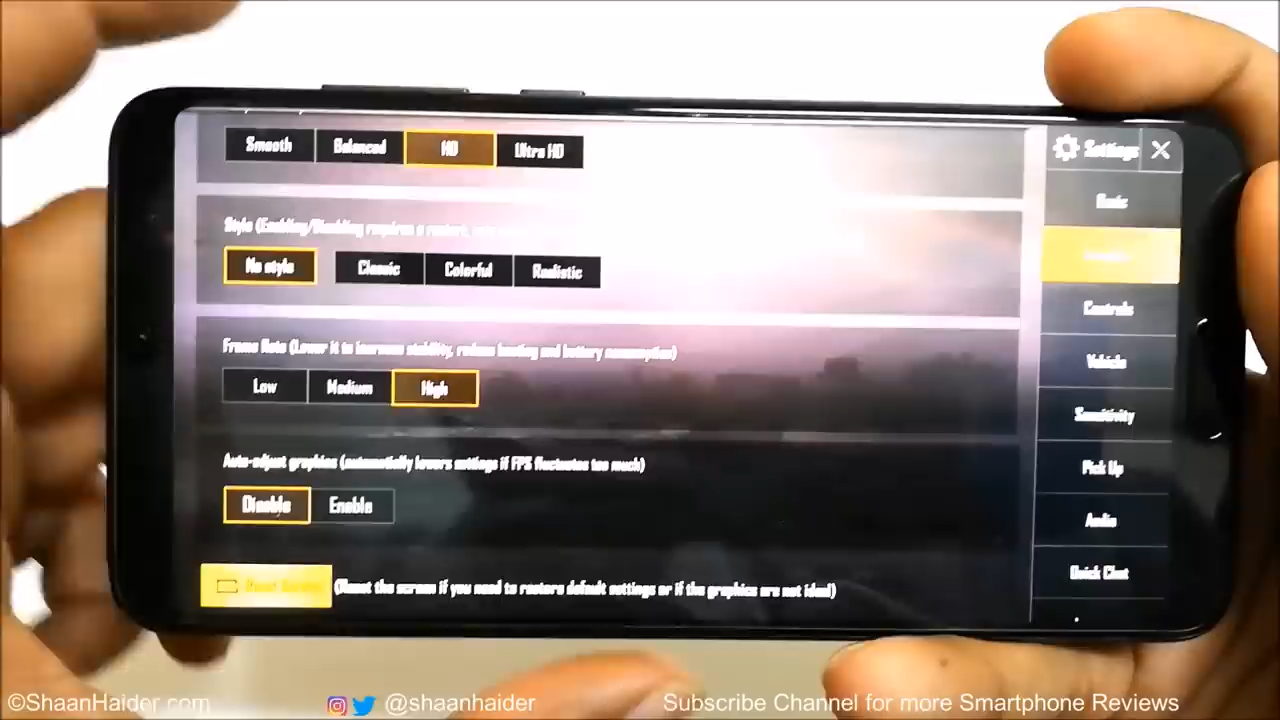 Smooth Balanced HD Ultra HD
Settings
Basic
Style (Enabling/Disabling requires a restart,
No style Classic Colorful Realistic
Controls
Frame Rate (Lower it to increase stability, reduce heating and battery consumption)
Vehicle
Low Medium High
Sensitivity
Auto-adjust graphics (automatically lowers settings if FPS fluctuates too much)
Pick Up
Disable Enable
Audio
Quick Chat
(Reset the screen if you need to restore default settings or if the graphics are not ideal)
©ShaanHaider.com @shaanhaider Subscribe Channel for more Smartphone Reviews